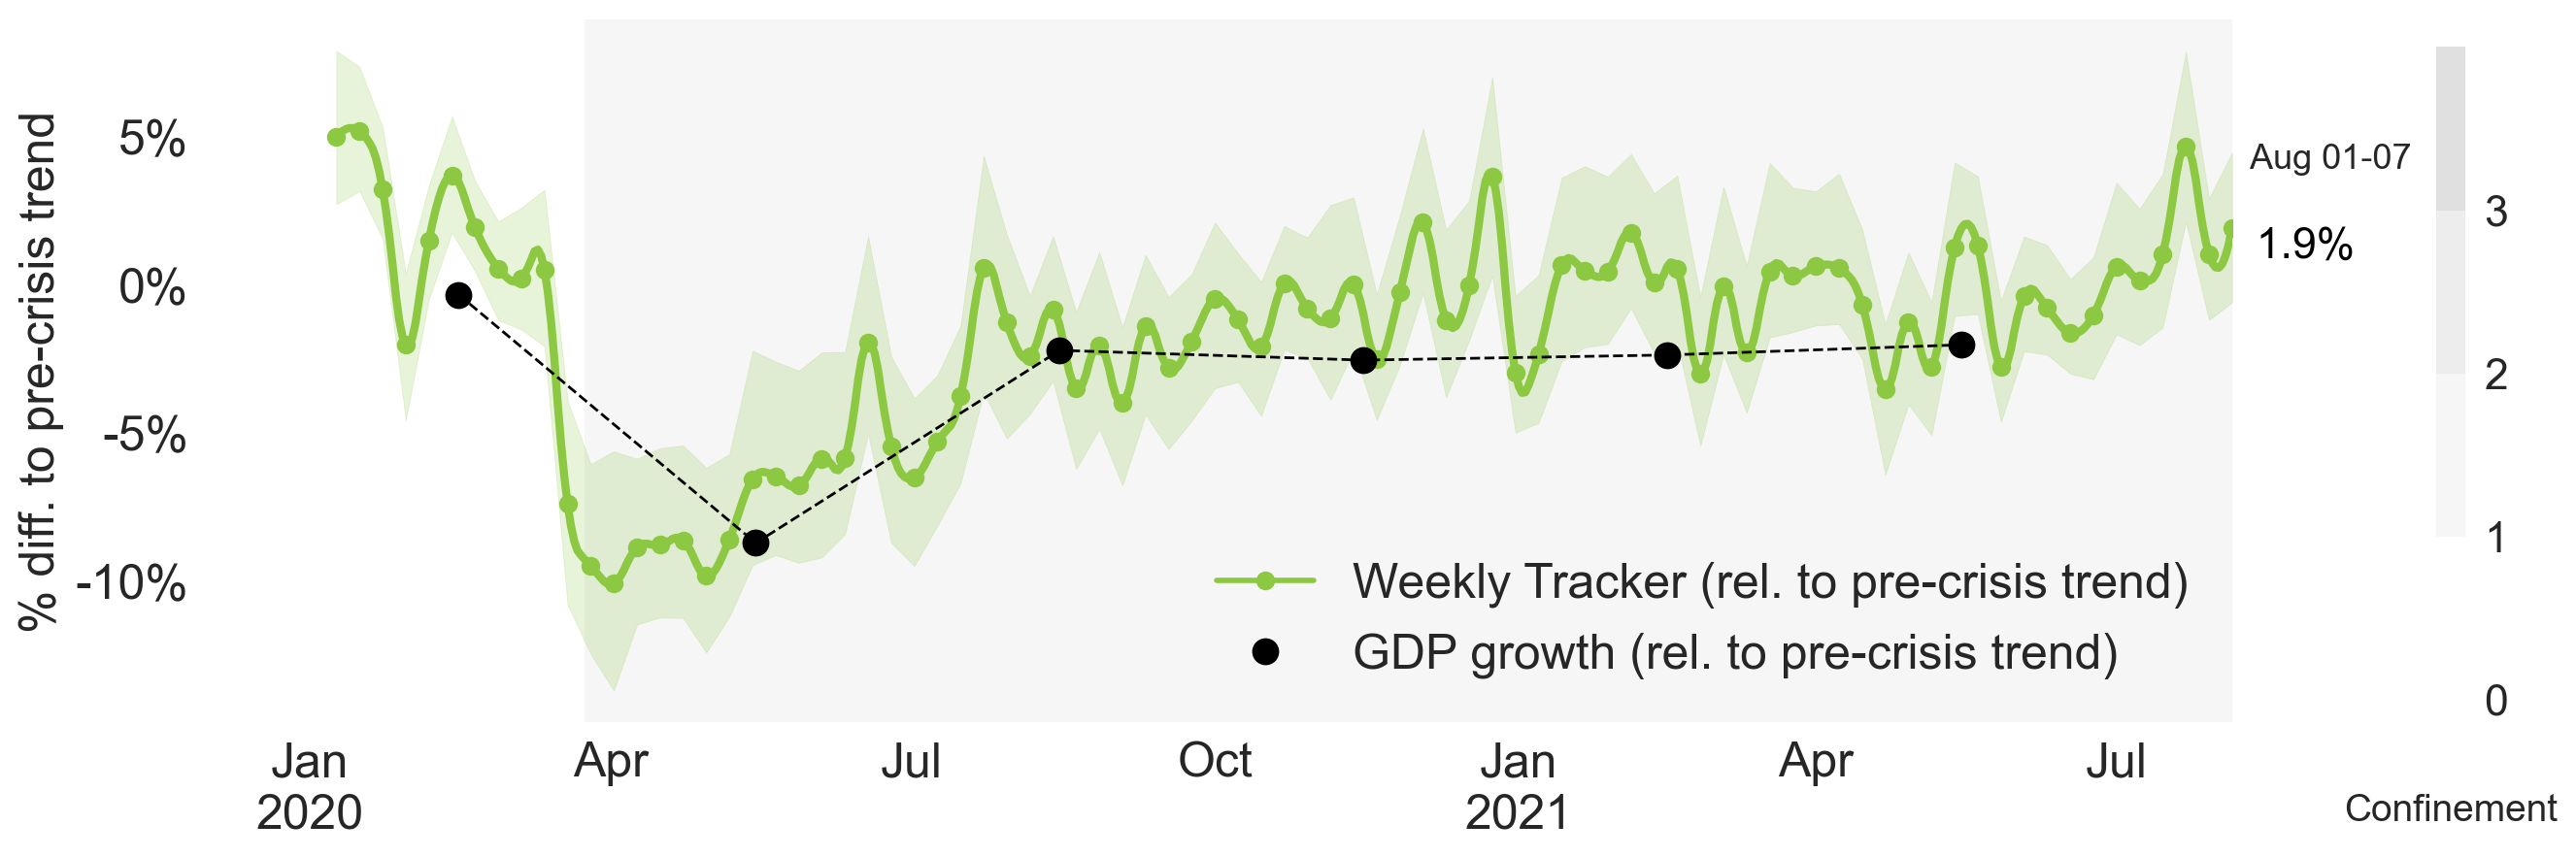 % diff. to pre-crisis trend
5%
0%
-5%
-10%
Jan
2020
Apr
Jul
Oct
Jan
2021
Apr
Jul
Weekly Tracker (rel. to pre-crisis trend)
GDP growth (rel. to pre-crisis trend)
Aug 01-07
1.9%
3
2
1
0
Confinement